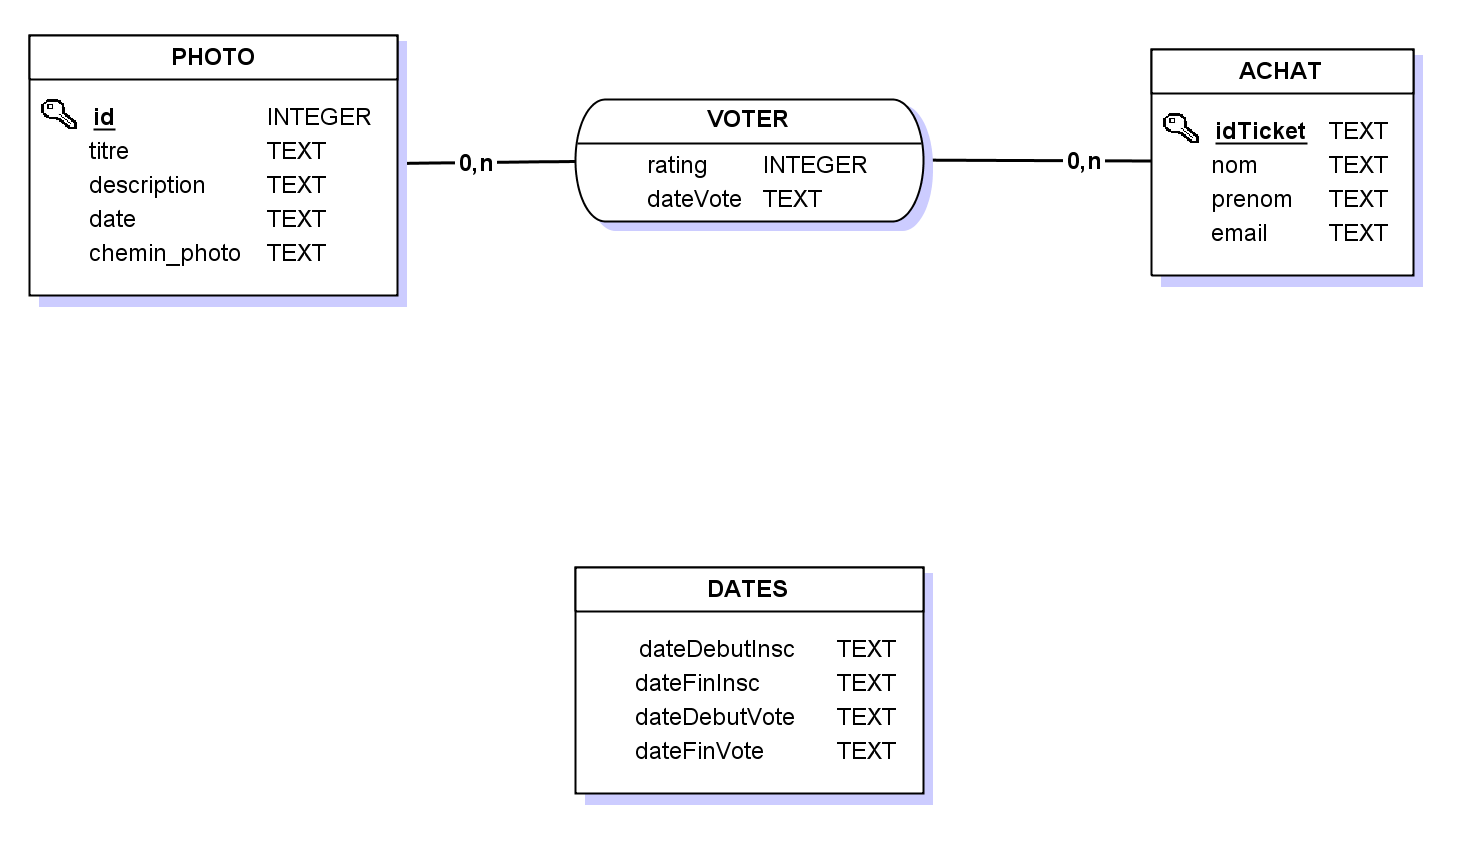 PHOTO
id INTEGER
titre TEXT
description TEXT
date TEXT
chemin_photo TEXT
0,n
VOTER
rating INTEGER
dateVote TEXT
0,n
ACHAT
idTicket TEXT
nom TEXT
prenom TEXT
email TEXT
DATES
dateDebutInsc TEXT
dateFinInsc TEXT
dateDebutVote TEXT
dateFinVote TEXT